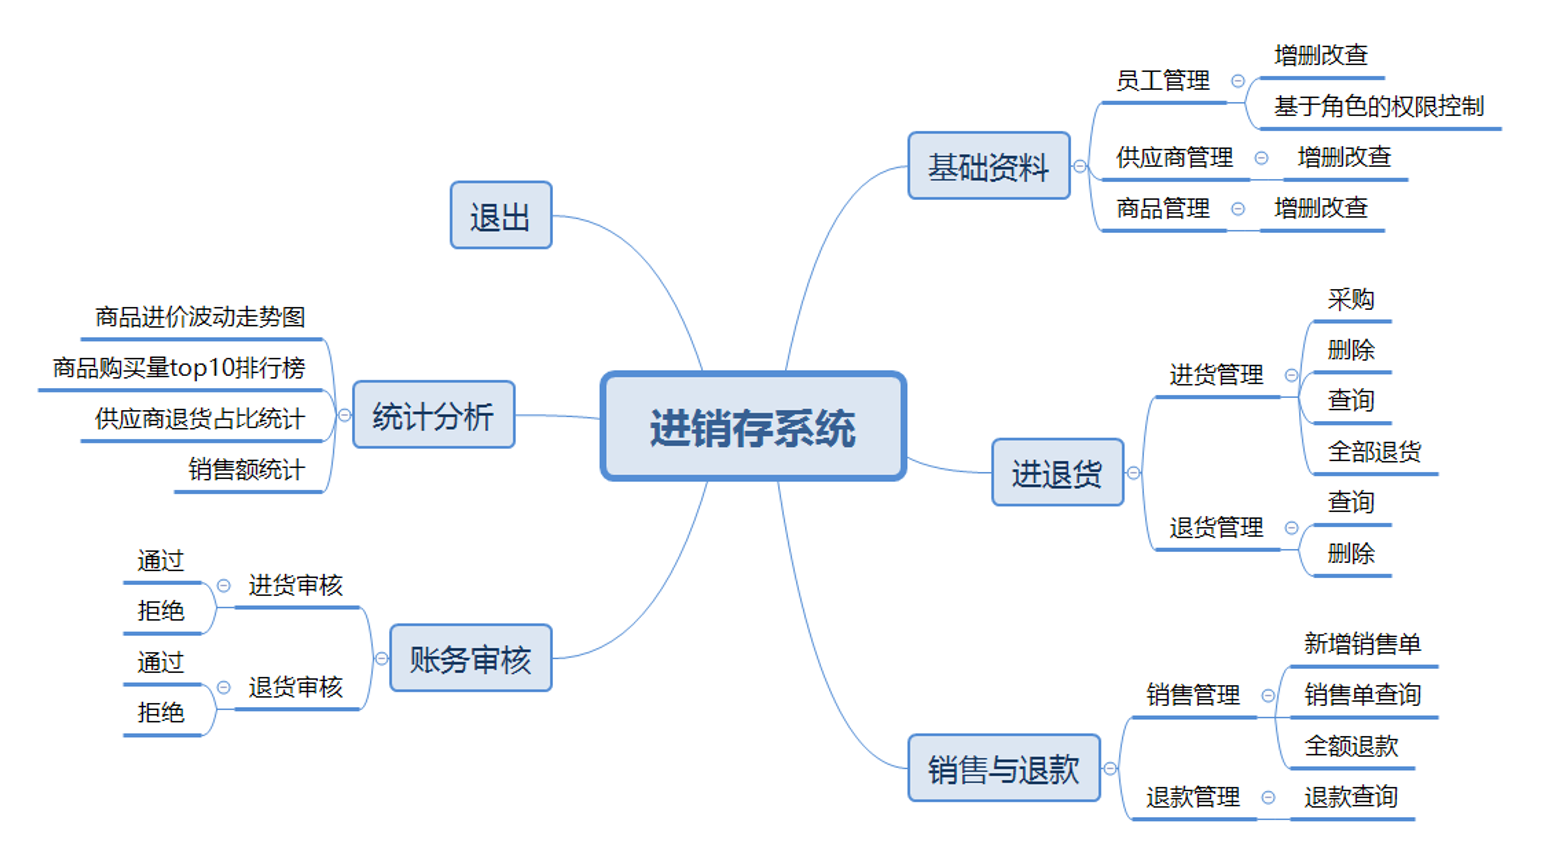 进销存系统
基础资料
员工管理
增删改查
基于角色的权限控制
供应商管理
增删改查
商品管理
增删改查
进退货
进货管理
采购
删除
查询
全部退货
退货管理
查询
删除
销售与退款
销售管理
新增销售单
销售单查询
全额退款
退款管理
退款查询
退出
统计分析
商品进价波动走势图
商品购买量top10排行榜
供应商退货占比统计
销售额统计
账务审核
进货审核
通过
拒绝
退货审核
通过
拒绝